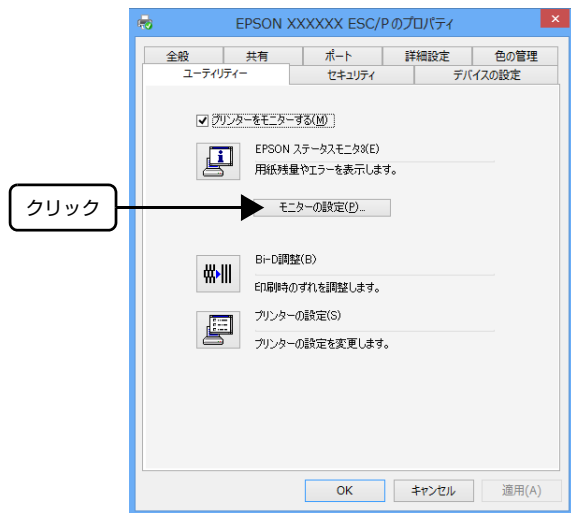 EPSON XXXXXX ESC/Pのプロパティ
全般 共有 ポート 詳細設定 色の管理
ユーティリティー セキュリティ デバイスの設定
プリンターをモニターする(M)
EPSON ステータスモニタ3(E)
用紙残量やエラーを表示します。
クリック
モニターの設定(P)...
Bi-D調整(B)
印刷時のずれを調整します。
プリンターの設定(S)
プリンターの設定を変更します。
OK キャンセル 適用(A)